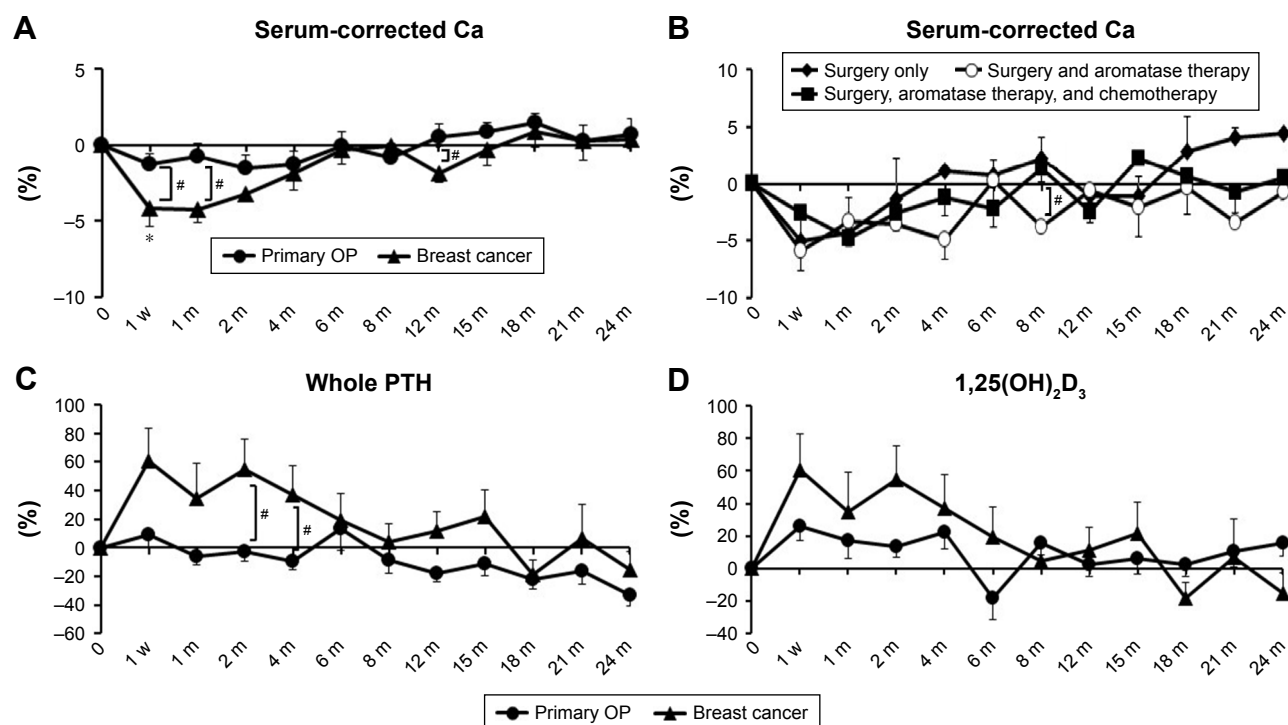 A
Serum-corrected Ca
(%)
5
0
–5
–10
#
#
#
*
Primary OP
Breast cancer
0
1 w
1 m
2 m
4 m
6 m
8 m
12 m
15 m
18 m
21 m
24 m
B
Serum-corrected Ca
(%)
10
5
0
–5
–10
Surgery only
Surgery and aromatase therapy
Surgery, aromatase therapy, and chemotherapy
#
0
1 w
1 m
2 m
4 m
6 m
8 m
12 m
15 m
18 m
21 m
24 m
C
Whole PTH
(%)
100
80
60
40
20
0
–20
–40
–60
#
#
0
1 w
1 m
2 m
4 m
6 m
8 m
12 m
15 m
18 m
21 m
24 m
D
1,25(OH)₂D₃
(%)
100
80
60
40
20
0
–20
–40
0
1 w
1 m
2 m
4 m
6 m
8 m
12 m
15 m
18 m
21 m
24 m
Primary OP
Breast cancer